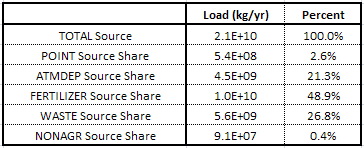 Load (kg/yr) Percent
TOTAL Source 2.1E+10 100.0%
POINT Source Share 5.4E+08 2.6%
ATMDEP Source Share 4.5E+09 21.3%
FERTILIZER Source Share 1.0E+10 48.9%
WASTE Source Share 5.6E+09 26.8%
NONAGR Source Share 9.1E+07 0.4%